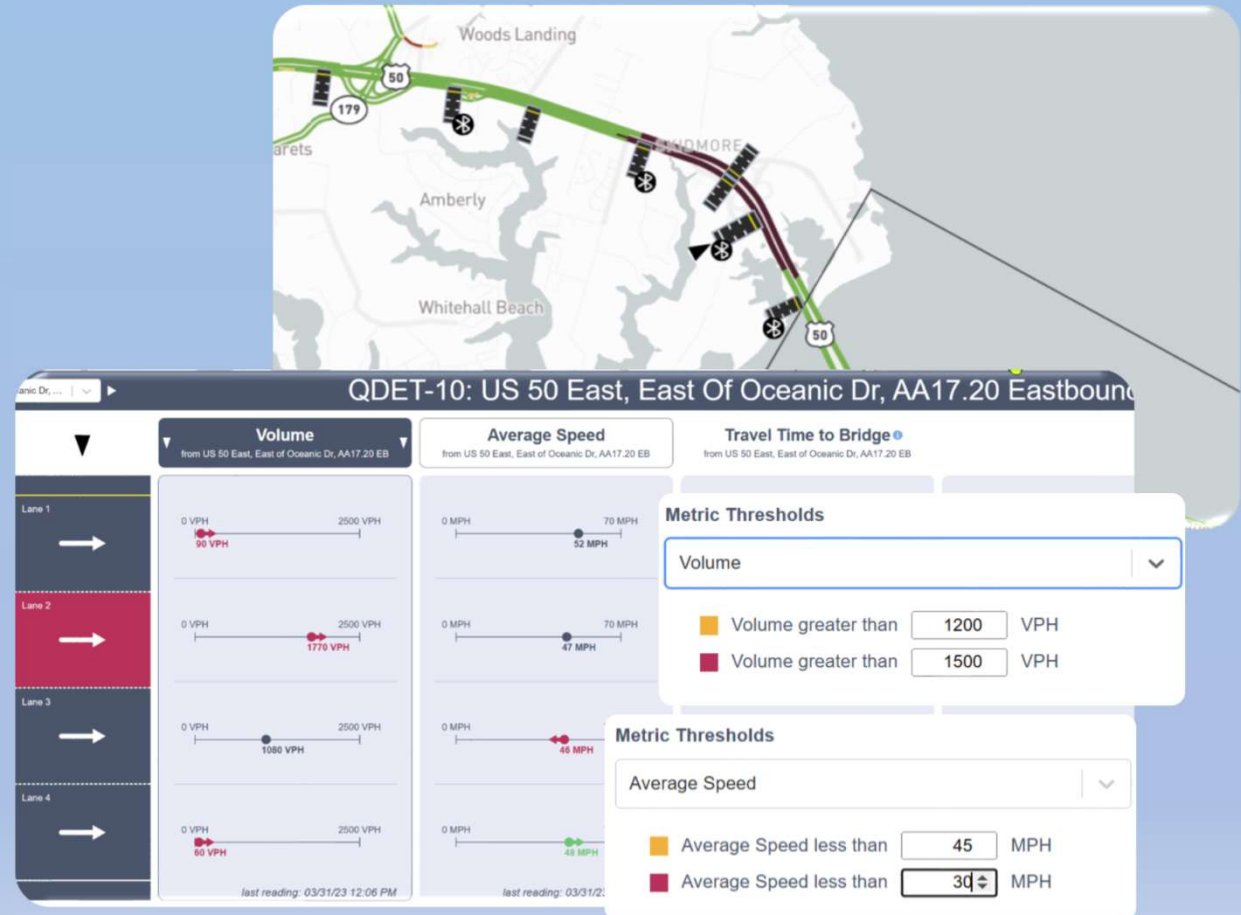 Woods Landing
50
179
SKIDMORE
arets
Amberly
Whitehall Beach
50
anic Dr, ...
QDET-10: US 50 East, East Of Oceanic Dr, AA17.20 Eastbound
Volume
from US 50 East, East of Oceanic Dr, AA17.20 EB
Average Speed
from US 50 East, East of Oceanic Dr, AA17.20 EB
Travel Time to Bridge
from US 50 East, East of Oceanic Dr, AA17.20 EB
Lane 1
0 VPH 2500 VPH
90 VPH
0 MPH 70 MPH
52 MPH
Lane 2
0 VPH 2500 VPH
1770 VPH
0 MPH 70 MPH
47 MPH
Lane 3
0 VPH 2500 VPH
1080 VPH
0 MPH
46 MPH
Lane 4
0 VPH 2500 VPH
60 VPH
0 MPH
48 MPH
last reading: 03/31/23 12:06 PM
last reading: 03/31/2
Metric Thresholds
Volume
Volume greater than 1200 VPH
Volume greater than 1500 VPH
Metric Thresholds
Average Speed
Average Speed less than 45 MPH
Average Speed less than 30 MPH